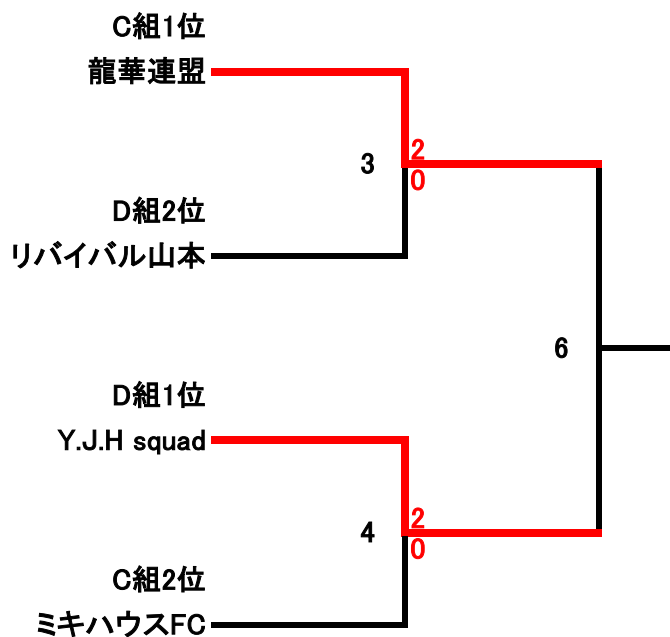 C組1位
龍華連盟
3
2
0
D組2位
リバイバル山本
6
D組1位
Y.J.H squad
4
2
0
C組2位
ミキハウスFC